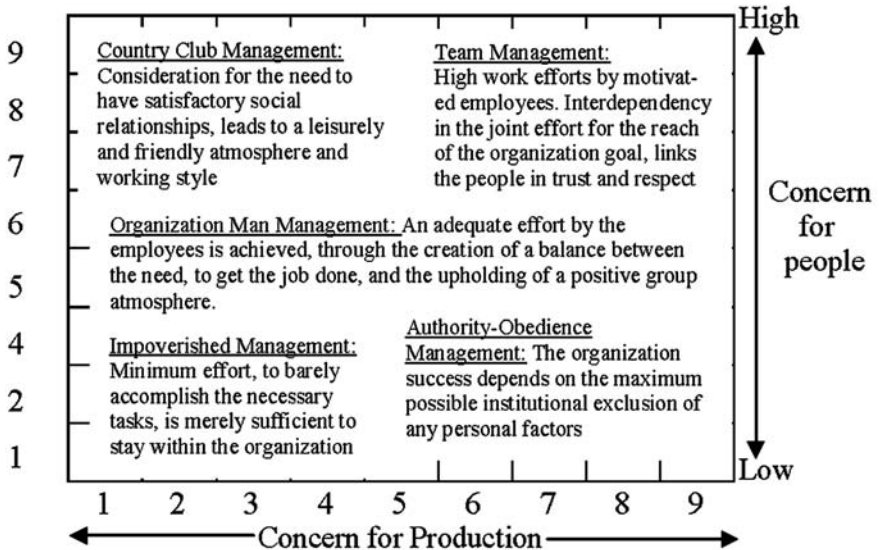 High
9
8
7
6
5
4
2
1
Country Club Management:
Consideration for the need to
have satisfactory social
relationships, leads to a leisurely
and friendly atmosphere and
working style
Team Management:
High work efforts by motivat-
ed employees. Interdependency
in the joint effort for the reach
of the organization goal, links
the people in trust and respect
Organization Man Management: An adequate effort by the
employees is achieved, through the creation of a balance between
the need, to get the job done, and the upholding of a positive group
atmosphere.
Impoverished Management:
Minimum effort, to barely
accomplish the necessary
tasks, is merely sufficient to
stay within the organization
Authority-Obedience
Management: The organization
success depends on the maximum
possible institutional exclusion of
any personal factors
Concern
for
people
Low
1 2 3 4 5 6 7 8 9
Concern for Production